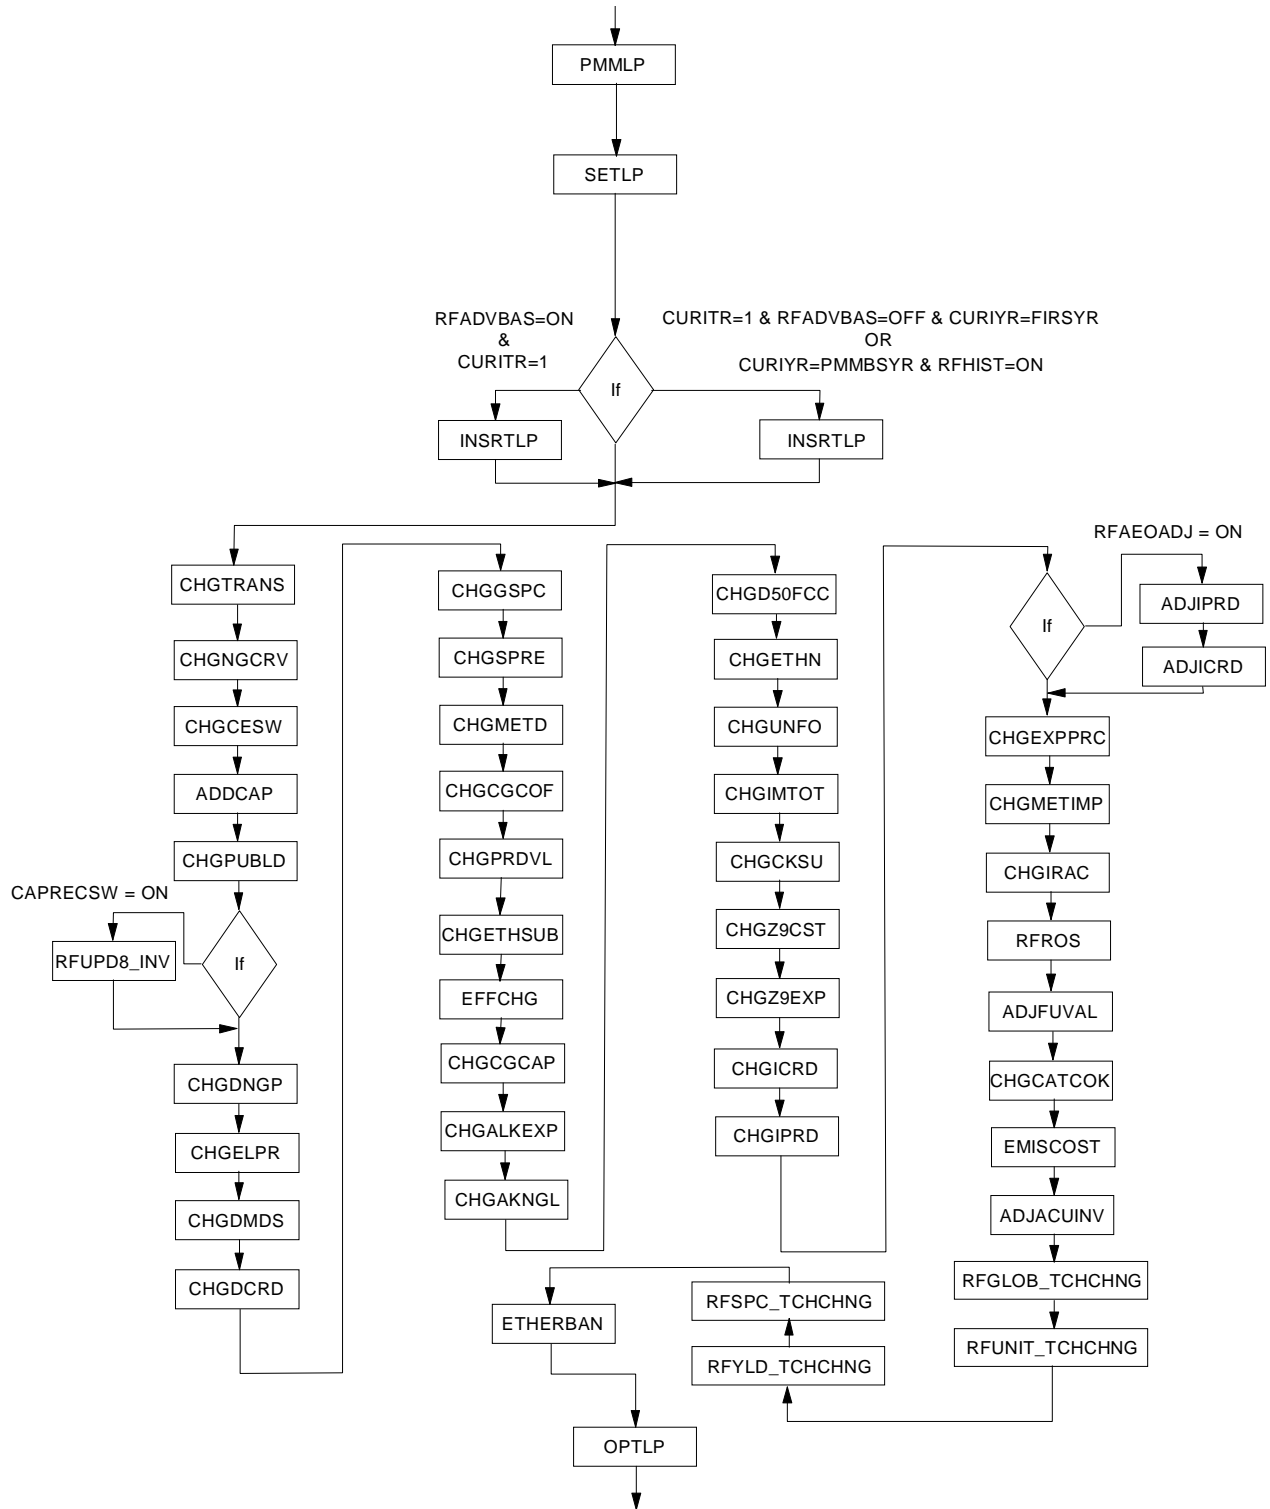 PMMLP
SETLP
RFADVBAS=ON
&
CURITR=1
CURITR=1 & RFADVBAS=OFF & CURIYR=FIRSYR
OR
CURIYR=PMMBSYR & RFHIST=ON
If
INSRTLP
INSRTLP
CHGTRANS
CHGNGCRV
CHGCESW
ADDCAP
CHGPUBLD
CAPRECSW = ON
RFUPD8_INV
If
CHGDNGP
CHGELPR
CHGDMDS
CHGDCRD
CHGGSPC
CHGSPRE
CHGMETD
CHGCGCOF
CHGPRDVL
CHGETHSUB
EFFCHG
CHGCGCAP
CHGALKEXP
CHGAKNGL
CHGD50FCC
CHGETHN
CHGUNFO
CHGIMTOT
CHGCKSU
CHGZ9CST
CHGZ9EXP
CHGICRD
CHGIPRD
RFAEOADJ = ON
If
ADJIPRD
ADJICRD
CHGEXPPRC
CHGMETIMP
CHGIRAC
RFROS
ADJFUVAL
CHGCATCOK
EMISCOST
ADJACUINV
RFGLOB_TCHCHNG
RFUNIT_TCHCHNG
RFYLD_TCHCHNG
RFSPC_TCHCHNG
ETHERBAN
OPTLP